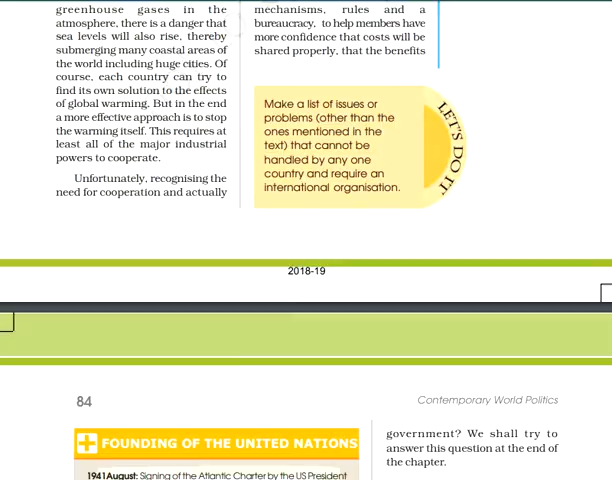 greenhouse gases in the
atmosphere, there is a danger that
sea levels will also rise, thereby
submerging many coastal areas of
the world including huge cities. Of
course, each country can try to
find its own solution to the effects
of global warming. But in the end
a more effective approach is to stop
the warming itself. This requires at
least all of the major industrial
powers to cooperate.
Unfortunately, recognising the
need for cooperation and actually
mechanisms, rules and a
bureaucracy, to help members have
more confidence that costs will be
shared properly, that the benefits
Make a list of issues or
problems (other than the
ones mentioned in the
text) that cannot be
handled by any one
country and require an
international organisation.
LET'S DO IT
2018-19
84
Contemporary World Politics
FOUNDING OF THE UNITED NATIONS
1941 August: Signing of the Atlantic Charter by the US President
government? We shall try to
answer this question at the end of
the chapter.